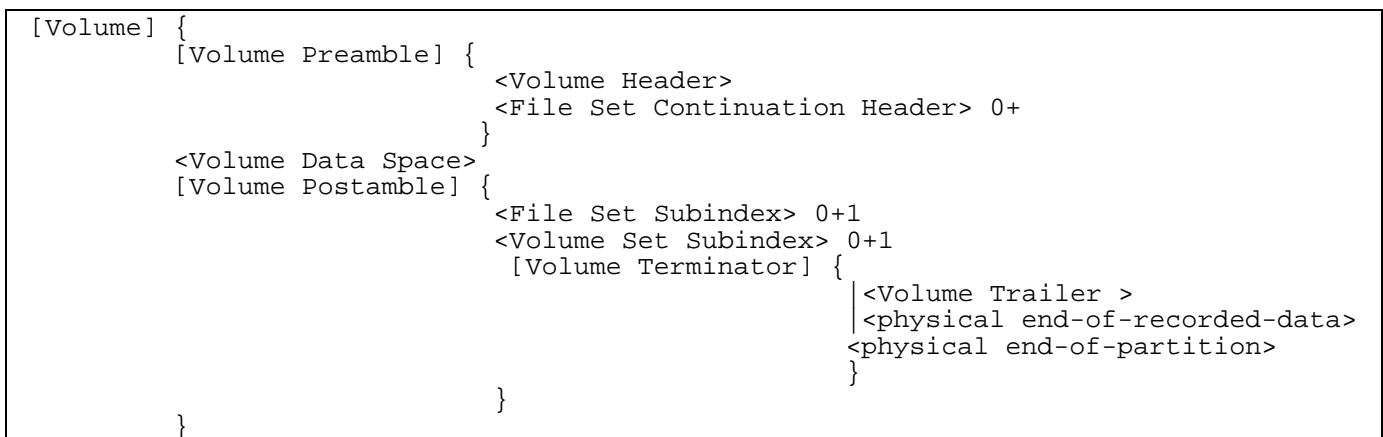 [Volume] {
[Volume Preamble] {
<Volume Header>
<File Set Continuation Header> 0+
}
<Volume Data Space>
[Volume Postamble] {
<File Set Subindex> 0+1
<Volume Set Subindex> 0+1
[Volume Terminator] {
|<Volume Trailer >
|<physical end-of-recorded-data>
<physical end-of-partition>
}
}
}